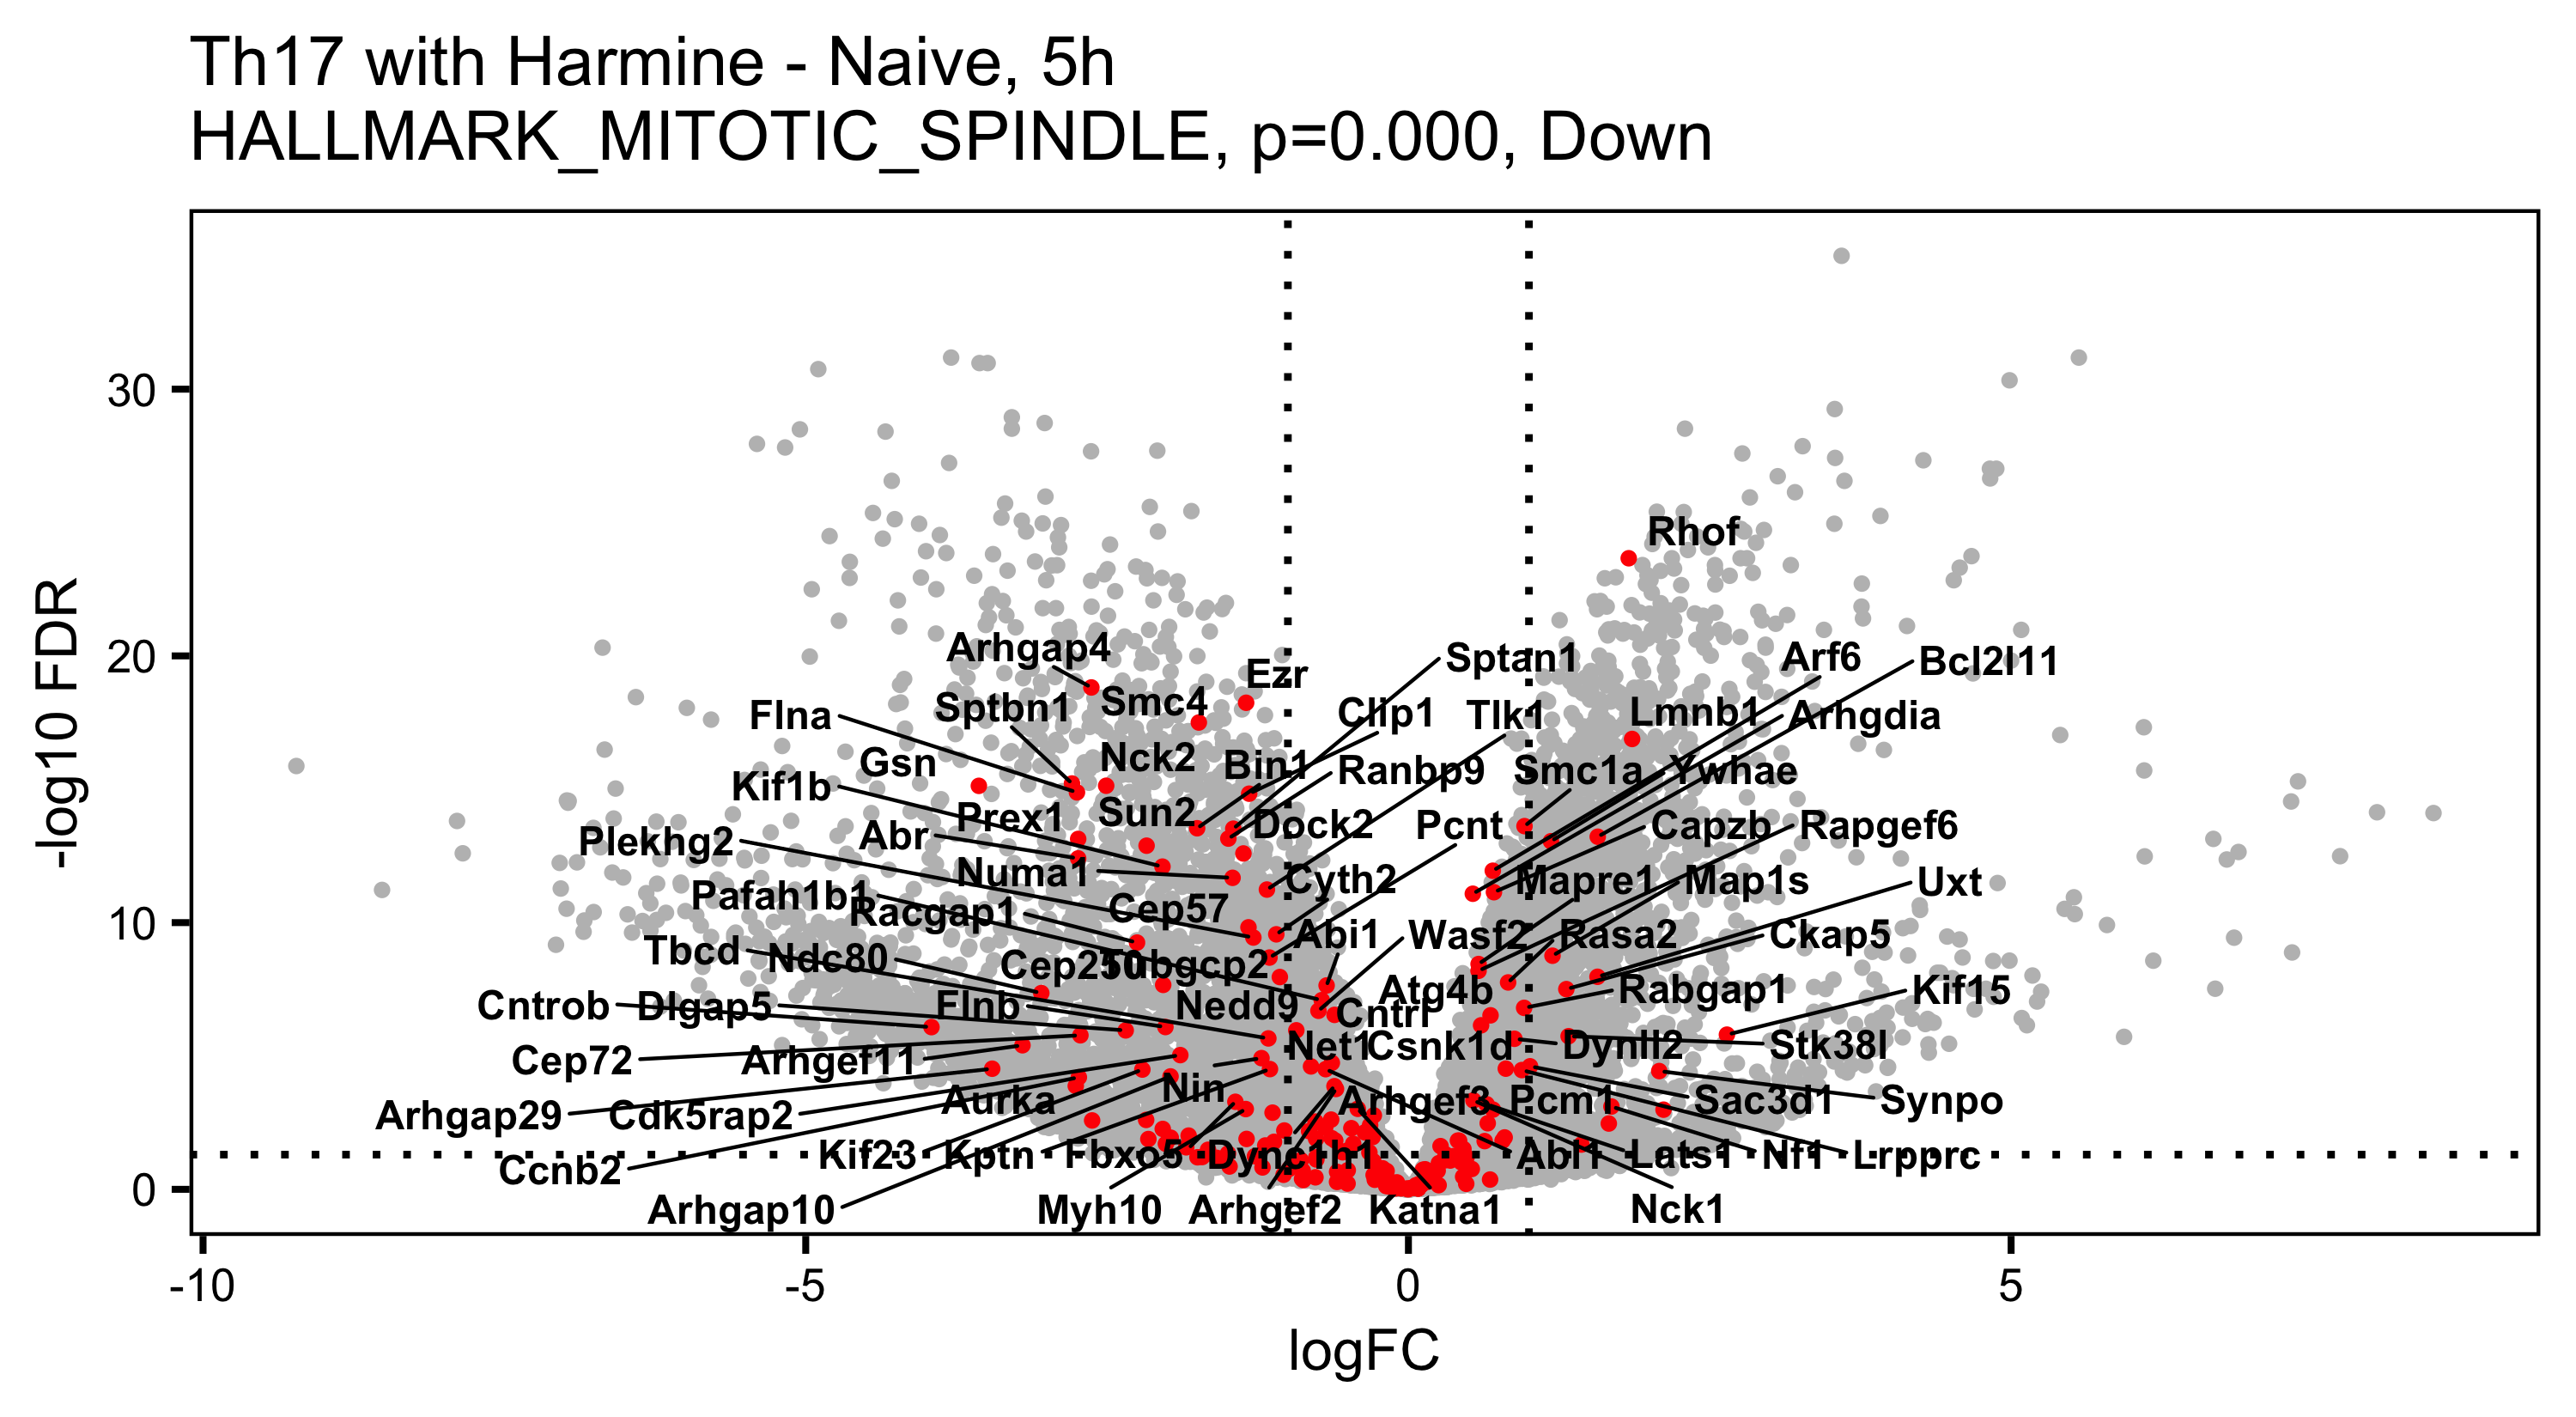 Th17 with Harmine - Naive, 5h
HALLMARK_MITOTIC_SPINDLE, p=0.000, Down
-log10 FDR
30
20
10
0
Rhof
Arhgap4
Ezr
Sptan1
Arf6
Bcl2l11
Flna
Sptbn1
Smc4
Clip1
Tlk1
Lmnb1
Arhgdia
Gsn
Nck2
Bin1
Ranbp9
Smc1a
Ywhae
Kif1b
Prex1
Sun2
Dock2
Pcnt
Capzb
Rapgef6
Plekhg2
Abr
Numa1
Cyth2
Mapre1
Map1s
Uxt
Pafah1b1
Racgap1
Cep57
Abi1
Wasf2
Rasa2
Ckap5
Tbcd
Ndc80
Cep250
Tubgcp2
Atg4b
Rabgap1
Kif15
Cntrob
Dlgap5
Flnb
Nedd9
Cntrl
Cep72
Arhgef11
Net1
Csnk1d
Dynll2
Stk38l
Arhgap29
Cdk5rap2
Aurka
Nin
Arhgef3
Pcm1
Sac3d1
Synpo
Ccnb2
Kif23
Kptn
Fbxo5
Dync1h1
Abl1
Lats1
Nf1
Lrpprc
Arhgap10
Myh10
Arhgef2
Katna1
Nck1
-10
-5
0
5
logFC